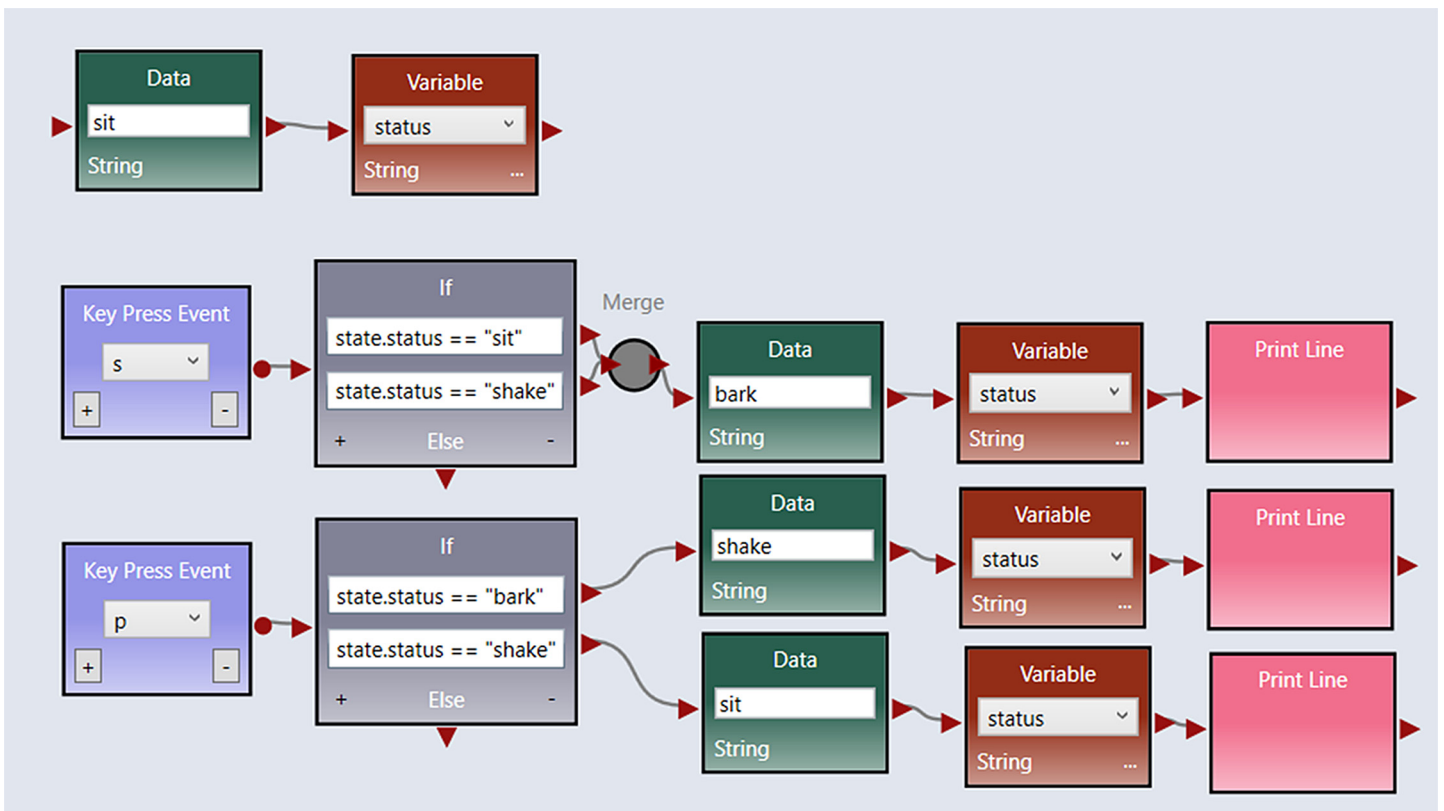 Data
sit
String
Variable
status
String ...
Key Press Event
s
+ -
If
state.status == "sit"
state.status == "shake"
+ Else -
Merge
Data
bark
String
Variable
status
String ...
Print Line
Key Press Event
p
+ -
If
state.status == "bark"
state.status == "shake"
+ Else -
Data
shake
String
Variable
status
String ...
Print Line
Data
sit
String
Variable
status
String ...
Print Line